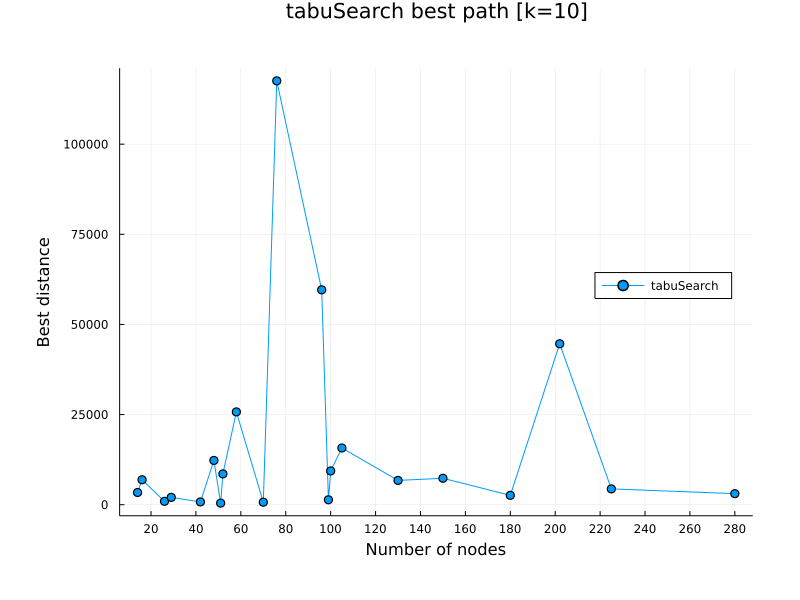 tabuSearch best path [k=10]
100000
75000
50000
25000
0
Best distance
tabuSearch
20 40 60 80 100 120 140 160 180 200 220 240 260 280
Number of nodes